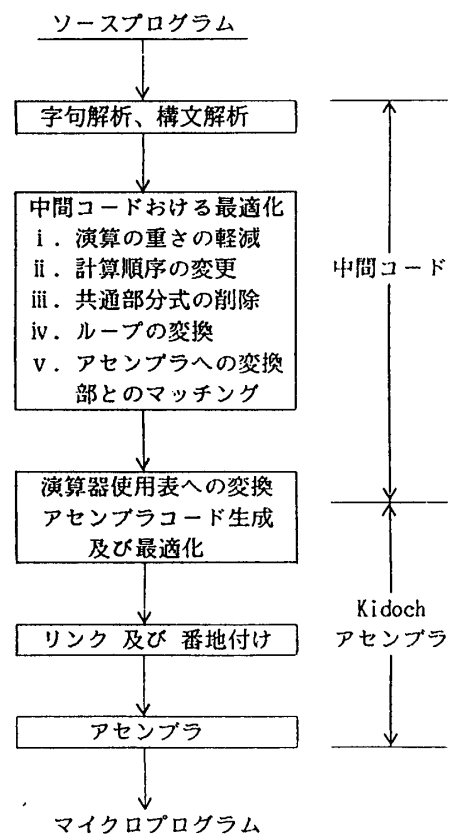 ソースプログラム
字句解析、構文解析
中間コードおける最適化
ⅰ．演算の重さの軽減
ⅱ．計算順序の変更
ⅲ．共通部分式の削除
ⅳ．ループの変換
ⅴ．アセンブラへの変換
部とのマッチング
中間コード
演算器使用表への変換
アセンブラコード生成
及び最適化
Kidoch
アセンブラ
リンク 及び 番地付け
アセンブラ
マイクロプログラム